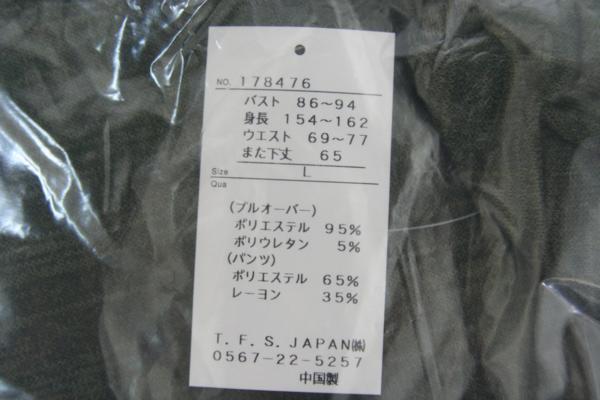 NO. 178476
バスト 86~94
身長 154~162
ウエスト 69~77
また下丈 65
Size L
Qua
(プルオーバー)
ポリエステル 95%
ポリウレタン 5%
(パンツ)
ポリエステル 65%
レーヨン 35%
T.F.S.JAPAN㈱
0567-22-5257
中国製